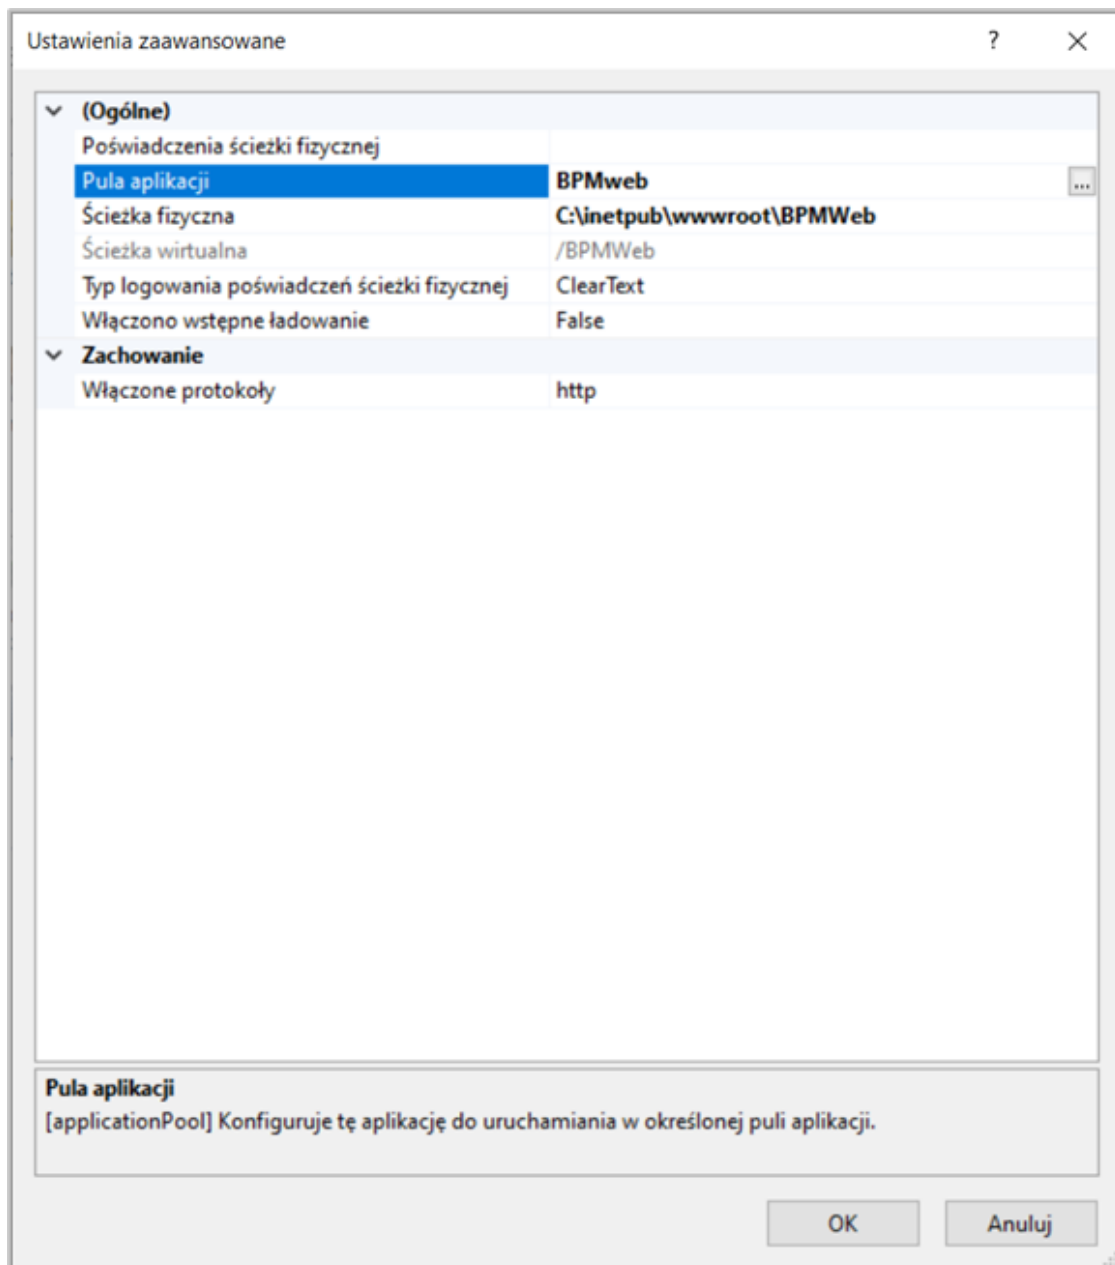 Ustawienia zaawansowane ?
(Ogólne)
Poświadczenia ścieżki fizycznej
Pula aplikacji BPMweb ...
Ścieżka fizyczna C:\inetpub\wwwroot\BPMWeb
Ścieżka wirtualna /BPMWeb
Typ logowania poświadczeń ścieżki fizycznej ClearText
Włączono wstępne ładowanie False
Zachowanie
Włączone protokoły http
Pula aplikacji
[applicationPool] Konfiguruje tę aplikację do uruchamiania w określonej puli aplikacji.
OK Anuluj